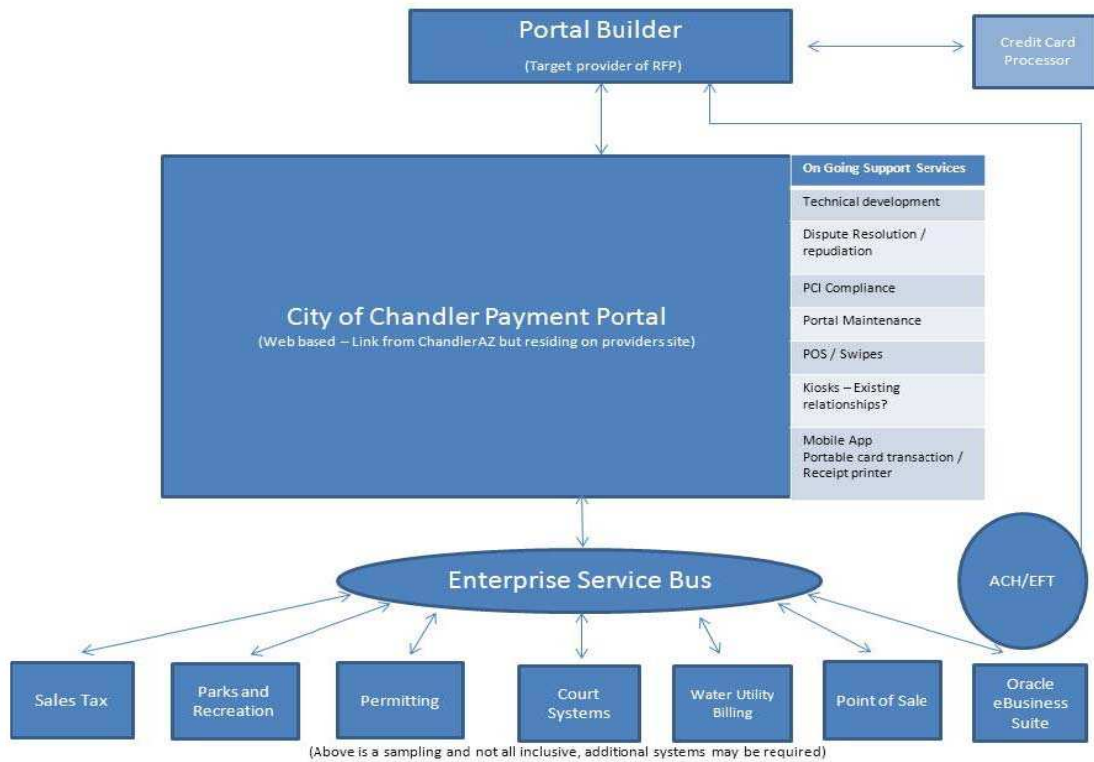 Portal Builder
(Target provider of RFP)
Credit Card
Processor
On Going Support Services
Technical development
Dispute Resolution /
repudiation
PCI Compliance
Portal Maintenance
POS / Swipes
Kiosks – Existing
relationships?
Mobile App
Portable card transaction /
Receipt printer
City of Chandler Payment Portal
(Web based – Link from ChandlerAZ but residing on providers site)
Enterprise Service Bus
ACH/EFT
Sales Tax
Parks and
Recreation
Permitting
Court
Systems
Water Utility
Billing
Point of Sale
Oracle
eBusiness
Suite
(Above is a sampling and not all inclusive, additional systems may be required)